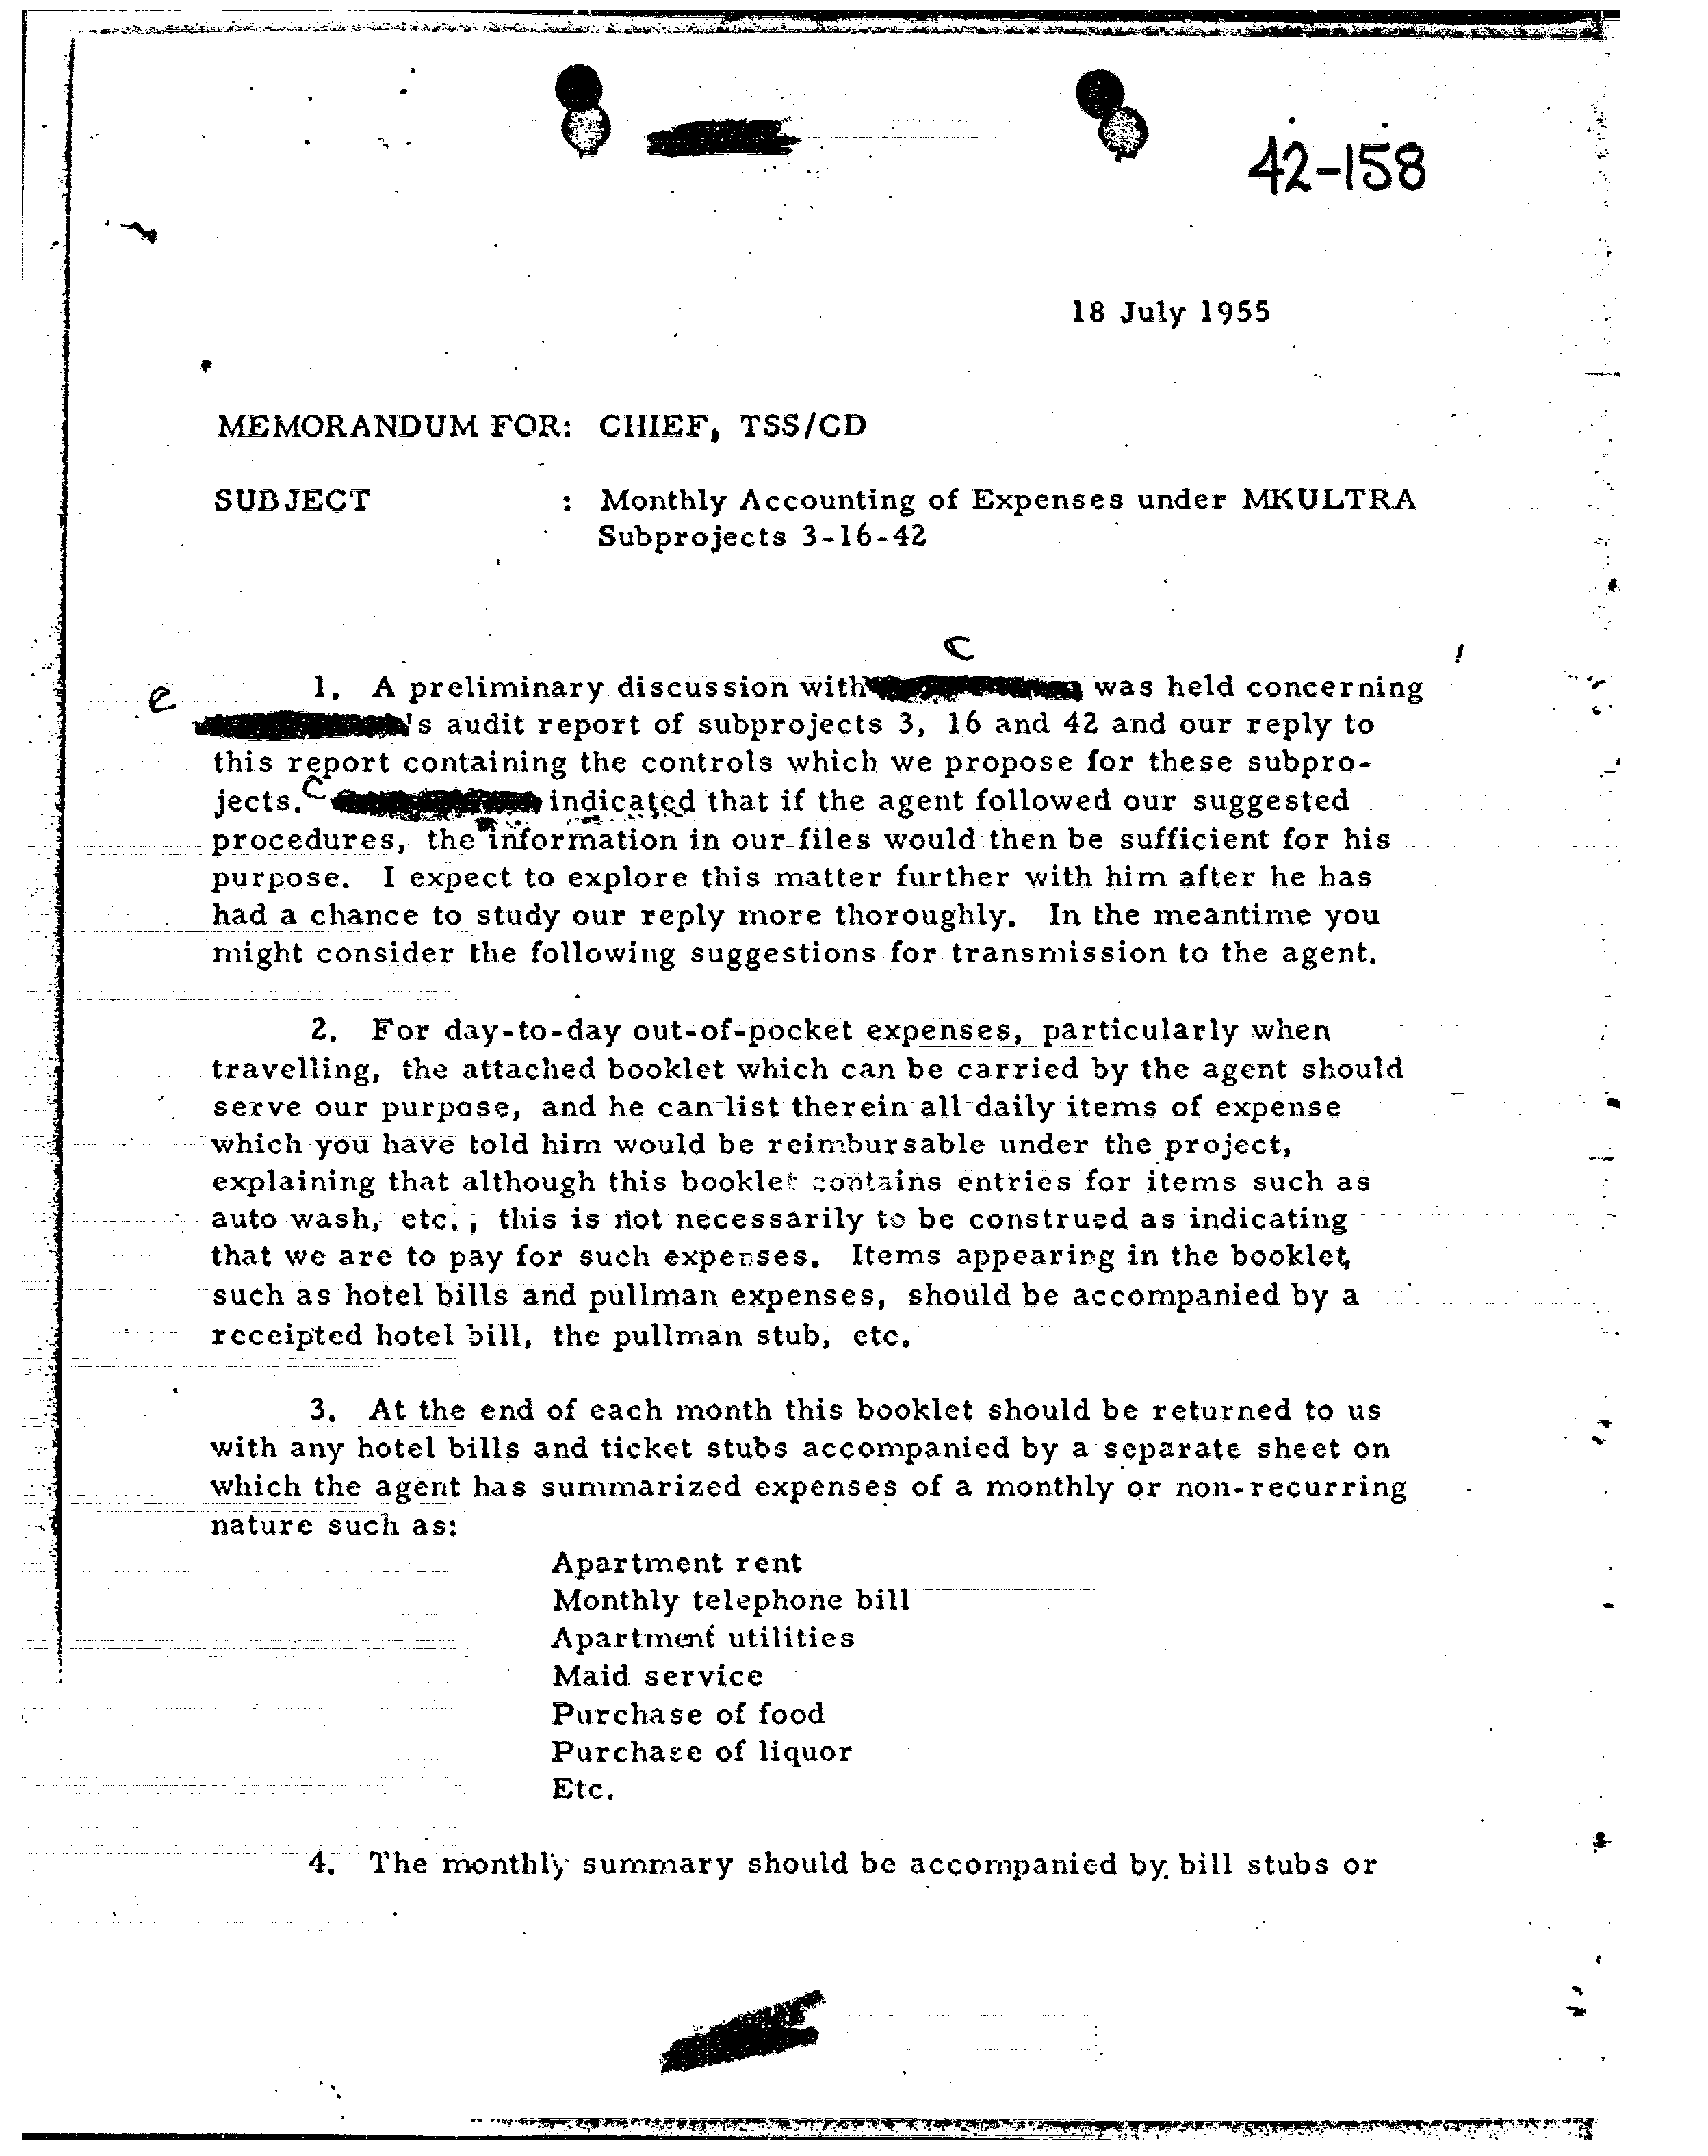 42-158
18 July 1955
MEMORANDUM FOR: CHIEF, TSS/CD
SUBJECT : Monthly Accounting of Expenses under MKULTRA
Subprojects 3-16-42
C
1. A preliminary discussion with was held concerning
e 's audit report of subprojects 3, 16 and 42 and our reply to
this report containing the controls which we propose for these subpro-
jects. C indicated that if the agent followed our suggested
procedures, the information in our files would then be sufficient for his
purpose. I expect to explore this matter further with him after he has
had a chance to study our reply more thoroughly. In the meantime you
might consider the following suggestions for transmission to the agent.
2. For day-to-day out-of-pocket expenses, particularly when
travelling, the attached booklet which can be carried by the agent should
serve our purpose, and he can list therein all daily items of expense
which you have told him would be reimbursable under the project,
explaining that although this booklet contains entries for items such as
auto wash, etc., this is not necessarily to be construed as indicating
that we are to pay for such expenses. Items appearing in the booklet,
such as hotel bills and pullman expenses, should be accompanied by a
receipted hotel bill, the pullman stub, etc.
3. At the end of each month this booklet should be returned to us
with any hotel bills and ticket stubs accompanied by a separate sheet on
which the agent has summarized expenses of a monthly or non-recurring
nature such as:
Apartment rent
Monthly telephone bill
Apartment utilities
Maid service
Purchase of food
Purchase of liquor
Etc.
4. The monthly summary should be accompanied by bill stubs or